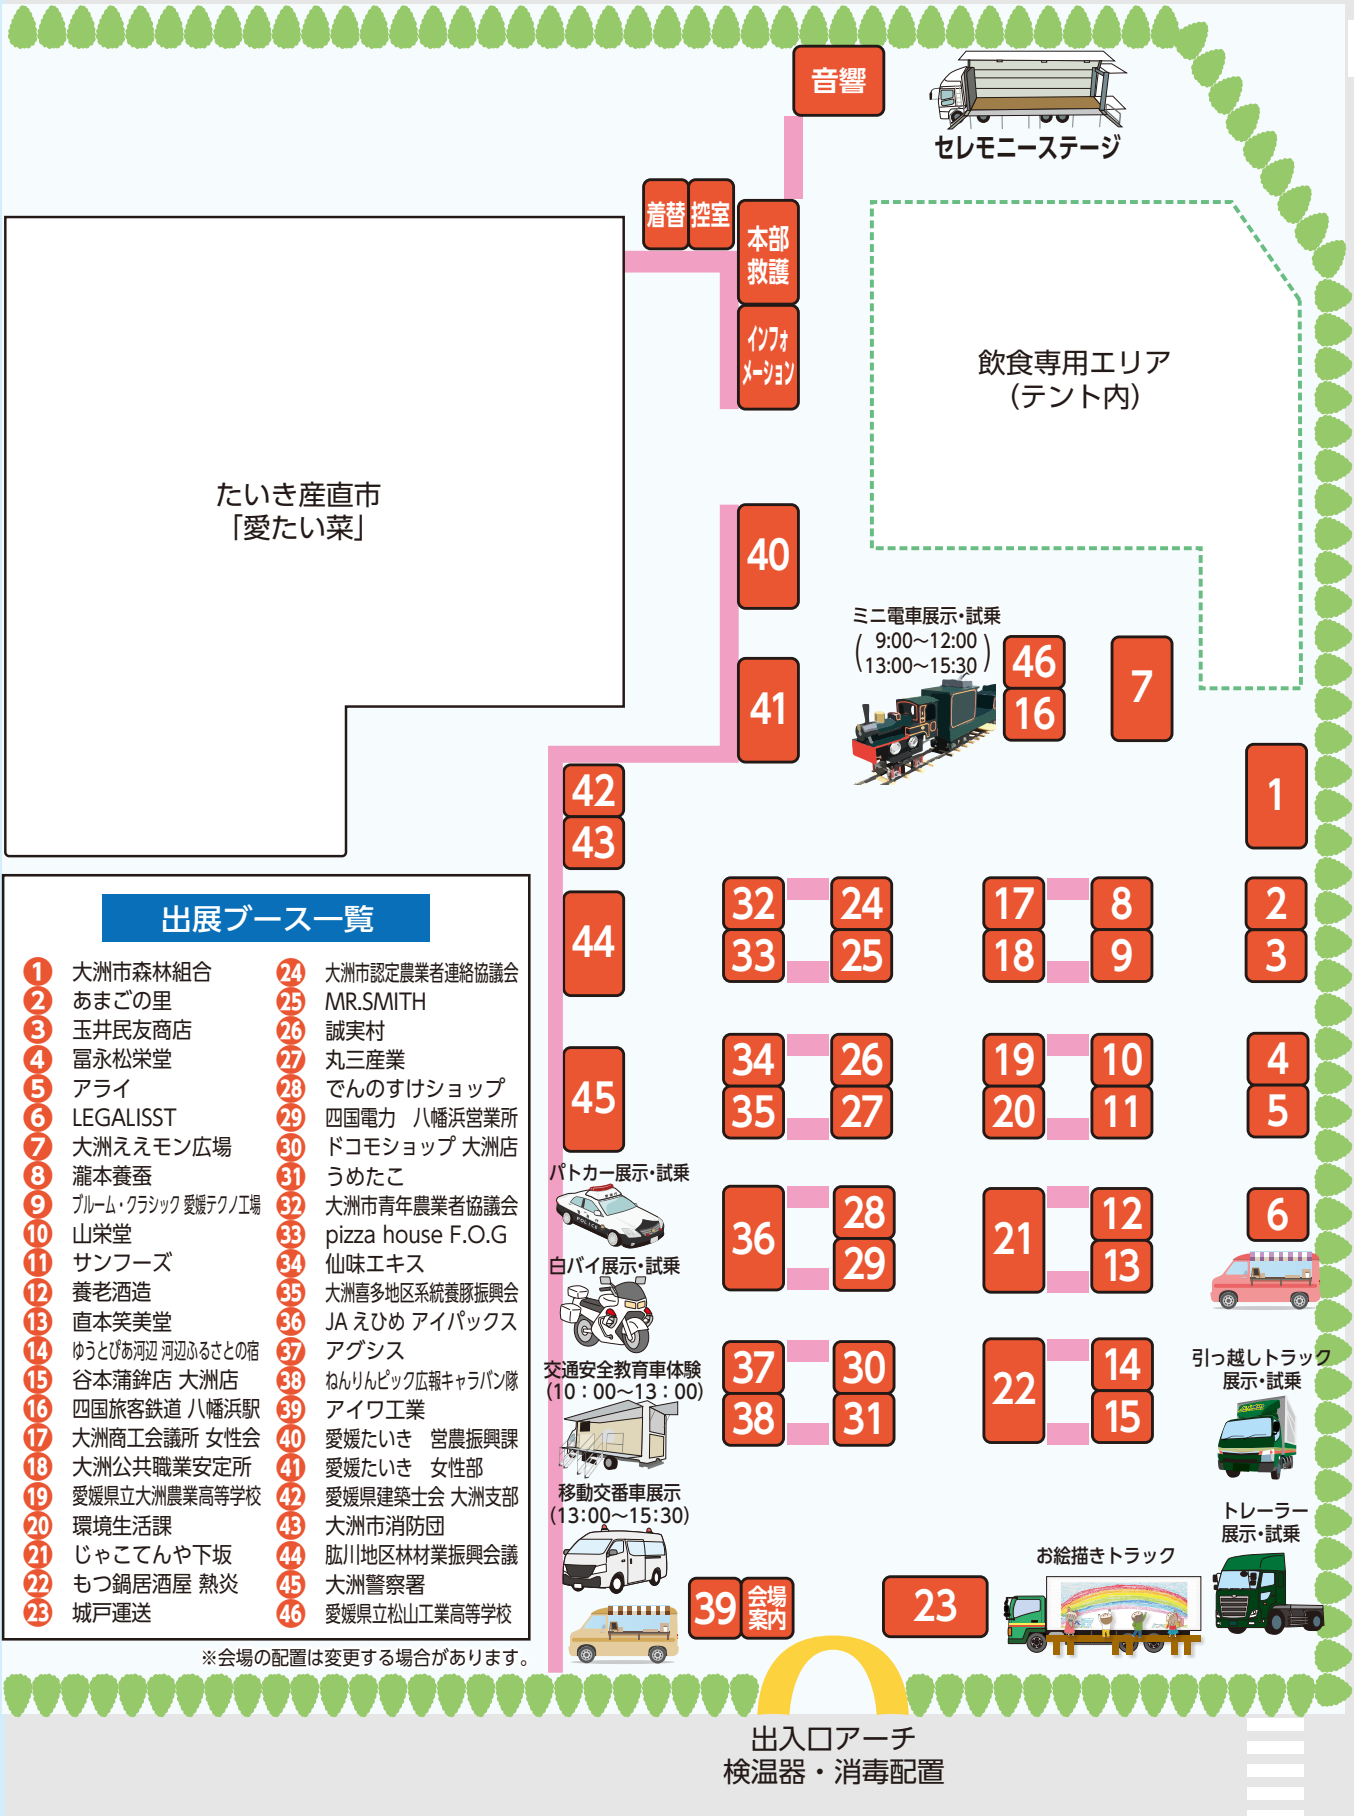 音響
セレモニーステージ
着替
控室
本部
救護
インフォ
メーション
飲食専用エリア
（テント内）
たいき産直市
「愛たい菜」
40
ミニ電車展示・試乗
(9:00〜12:00
13:00〜15:30)
46
16
7
41
1
42
43
44
45
32
33
24
25
17
18
8
9
2
3
34
35
26
27
19
20
10
11
4
5
36
28
29
21
12
13
6
37
38
30
31
22
14
15
パトカー展示・試乗
POLICE
白バイ展示・試乗
交通安全教育車体験
(10：00〜13：00)
移動交番車展示
(13:00〜15:30)
引っ越しトラック
展示・試乗
トレーラー
展示・試乗
お絵描きトラック
39
会場
案内
23
出展ブース一覧
1 大洲市森林組合
2 あまごの里
3 玉井民友商店
4 冨永松栄堂
5 アライ
6 LEGALISST
7 大洲ええモン広場
8 瀧本養蚕
9 プルーム・クラシック 愛媛テクノ工場
10 山栄堂
11 サンフーズ
12 養老酒造
13 直本笑美堂
14 ゆうとぴあ河辺 河辺ふるさとの宿
15 谷本蒲鉾店 大洲店
16 四国旅客鉄道 八幡浜駅
17 大洲商工会議所 女性会
18 大洲公共職業安定所
19 愛媛県立大洲農業高等学校
20 環境生活課
21 じゃこてんや下坂
22 もつ鍋居酒屋 熱炎
23 城戸運送
24 大洲市認定農業者連絡協議会
25 MR.SMITH
26 誠実村
27 丸三産業
28 でんのすけショップ
29 四国電力　八幡浜営業所
30 ドコモショップ 大洲店
31 うめたこ
32 大洲市青年農業者協議会
33 pizza house F.O.G
34 仙味エキス
35 大洲喜多地区系統養豚振興会
36 JA えひめ アイパックス
37 アグシス
38 ねんりんピック広報キャラバン隊
39 アイワ工業
40 愛媛たいき　営農振興課
41 愛媛たいき　女性部
42 愛媛県建築士会 大洲支部
43 大洲市消防団
44 肱川地区林材業振興会議
45 大洲警察署
46 愛媛県立松山工業高等学校
※会場の配置は変更する場合があります。
出入口アーチ
検温器・消毒配置